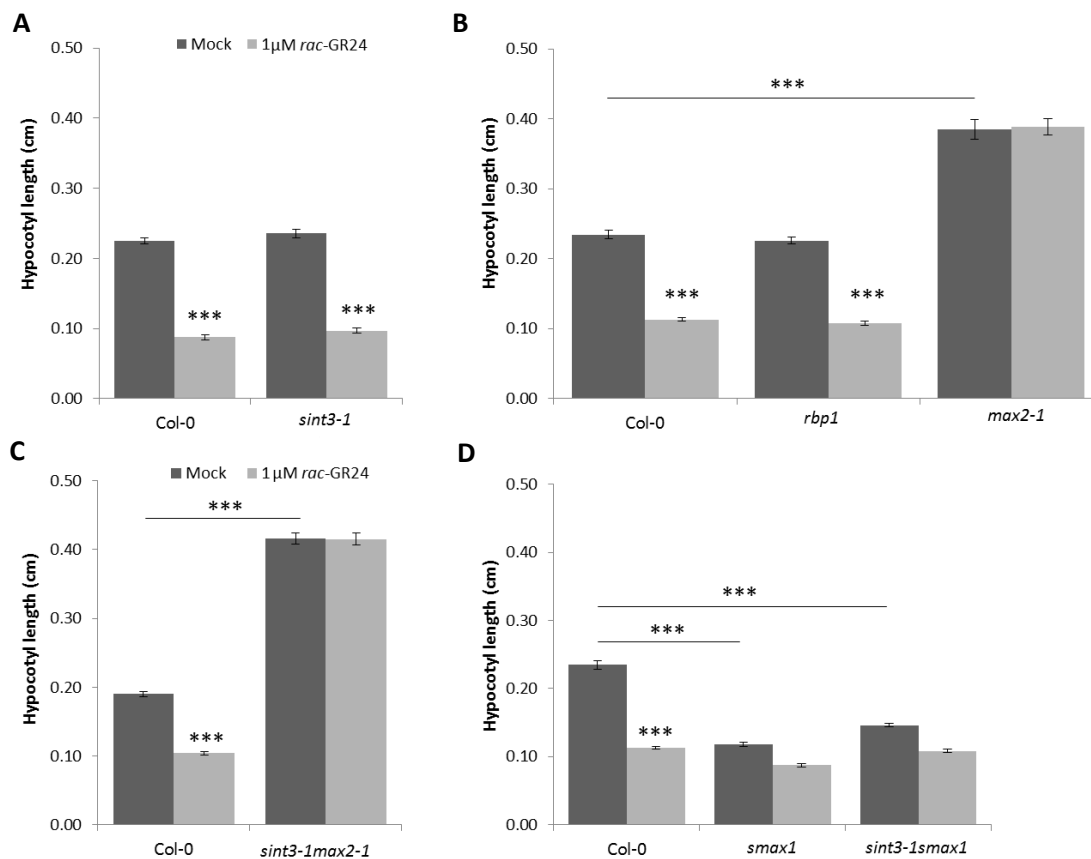 A
Mock 1μM rac-GR24
0.50
0.40
0.30
0.20
0.10
0.00
Hypocotyl length (cm)
***
***
Col-0 sint3-1
B
0.50
0.40
0.30
0.20
0.10
0.00
Hypocotyl length (cm)
***
***
***
Col-0 rbp1 max2-1
C
Mock 1μM rac-GR24
0.50
0.40
0.30
0.20
0.10
0.00
Hypocotyl length (cm)
***
***
Col-0 sint3-1max2-1
D
0.50
0.40
0.30
0.20
0.10
0.00
Hypocotyl length (cm)
***
***
***
Col-0 smax1 sint3-1smax1